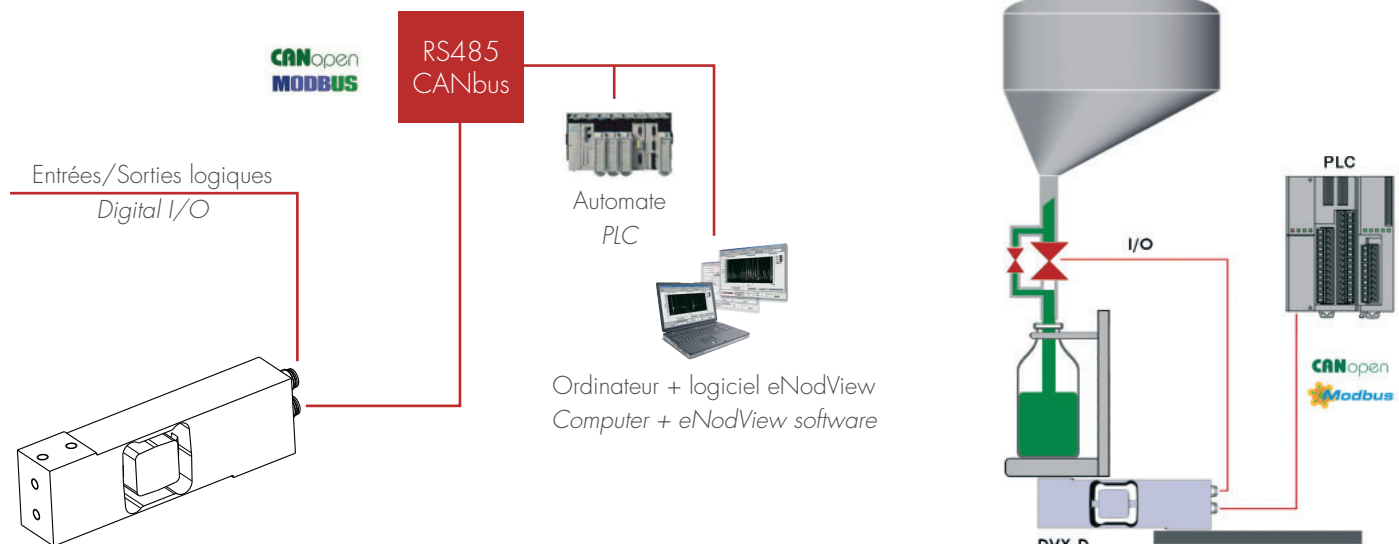 CANopen
MODBUS
RS485
CANbus
Entrées/Sorties logiques
Digital I/O
Automate
PLC
Ordinateur + logiciel eNodView
Computer + eNodView software
PLC
I/O
CANopen
Modbus
DVX-D